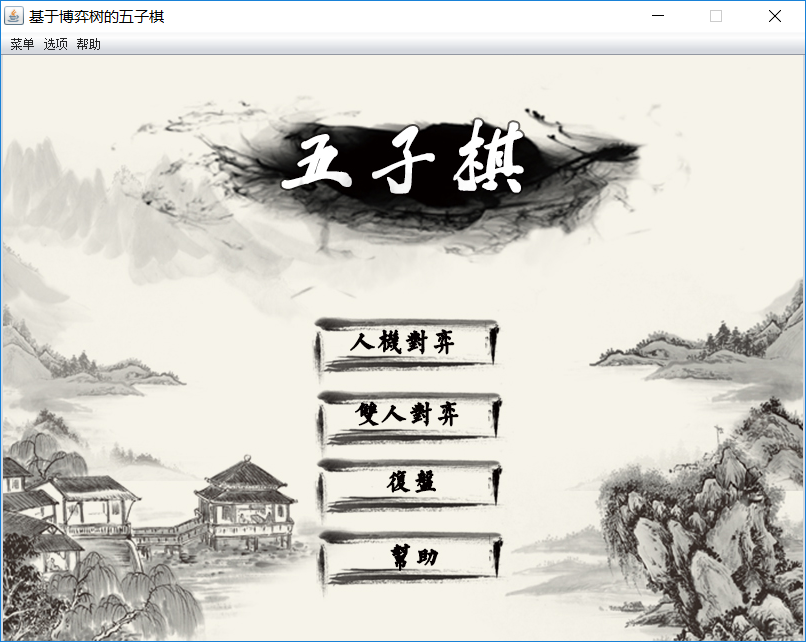 基于博弈树的五子棋
菜单 选项 帮助
五子棋
人機對弈
雙人對弈
復盤
幫助